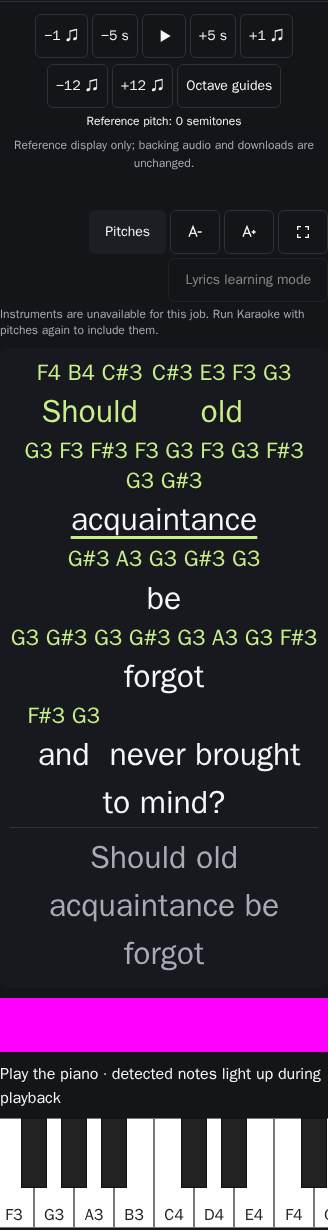 −1 ♫ −5 s ▶ +5 s +1 ♫
−12 ♫ +12 ♫ Octave guides
Reference pitch: 0 semitones
Reference display only; backing audio and downloads are
unchanged.
Pitches A- A+
Lyrics learning mode
Instruments are unavailable for this job. Run Karaoke with
pitches again to include them.
F4 B4 C#3 C#3 E3 F3 G3
Should old
G3 F3 F#3 F3 G3 F3 G3 F#3
G3 G#3
acquaintance
G#3 A3 G3 G#3 G3
be
G3 G#3 G3 G#3 G3 A3 G3 F#3
forgot
F#3 G3
and never brought
to mind?
Should old
acquaintance be
forgot
Play the piano · detected notes light up during
playback
F3 G3 A3 B3 C4 D4 E4 F4